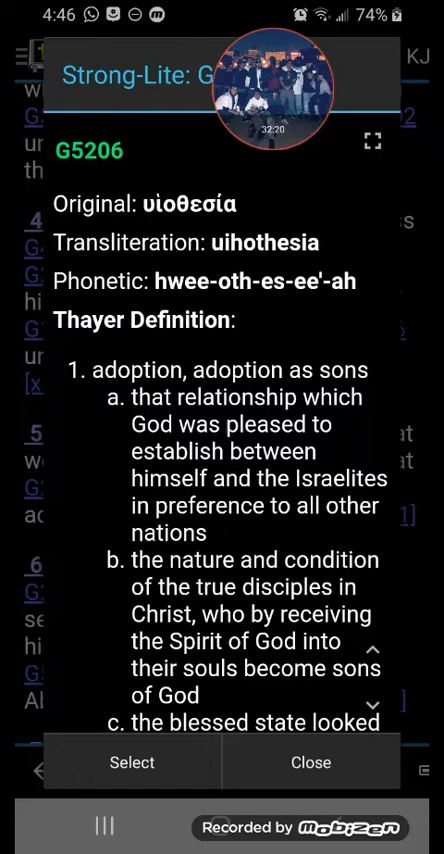 4:46
74%
KJ
Strong-Lite: G
32:20
G5206
Original: υἱοθεσία
Transliteration: uihothesia
Phonetic: hwee-oth-es-ee'-ah
Thayer Definition:
1. adoption, adoption as sons
a. that relationship which
God was pleased to
establish between
himself and the Israelites
in preference to all other
nations
b. the nature and condition
of the true disciples in
Christ, who by receiving
the Spirit of God into
their souls become sons
of God
c. the blessed state looked
4
5
6
Select
Close
Recorded by Mobizen